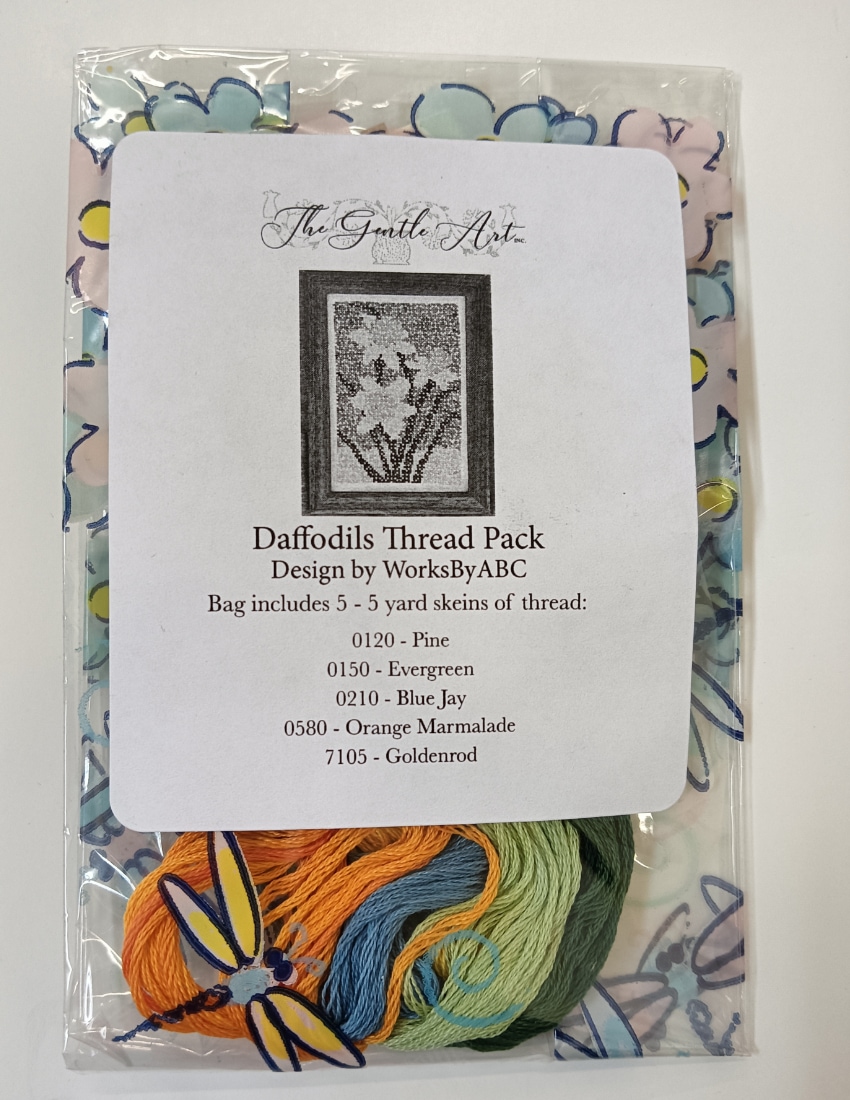 The Gentle Art INC.
Daffodils Thread Pack
Design by WorksByABC
Bag includes 5 - 5 yard skeins of thread:
0120 - Pine
0150 - Evergreen
0210 - Blue Jay
0580 - Orange Marmalade
7105 - Goldenrod